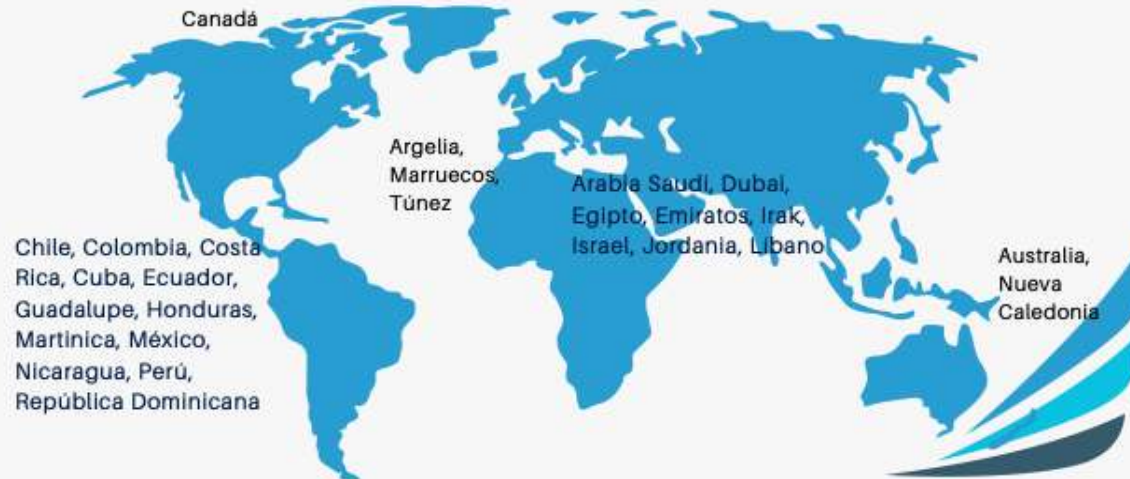 Canadá
Argelia,
Marruecos,
Túnez
Arabia Saudi, Dubai,
Egipto, Emiratos, Irak,
Israel, Jordania, Líbano
Chile, Colombia, Costa
Rica, Cuba, Ecuador,
Guadalupe, Honduras,
Martinica, México,
Nicaragua, Perú,
República Dominicana
Australia,
Nueva
Caledonia